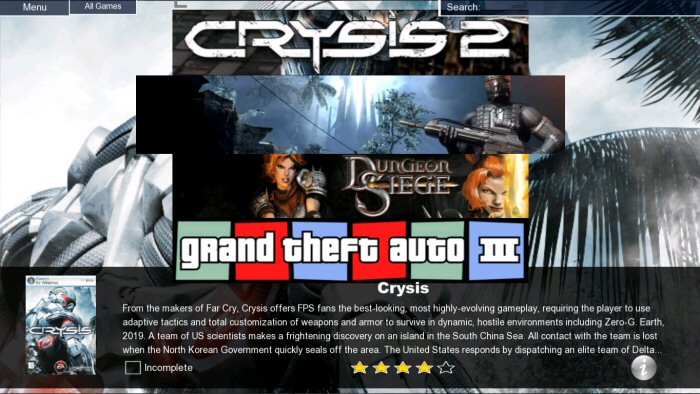 Menu
All Games
Search:
CRYSIS 2
DUNGEON
SIEGE
grand theft auto III
Crysis
From the makers of Far Cry, Crysis offers FPS fans the best-looking, most highly-evolving gameplay, requiring the player to use
adaptive tactics and total customization of weapons and armor to survive in dynamic, hostile environments including Zero-G. Earth,
2019. A team of US scientists makes a frightening discovery on an island in the South China Sea. All contact with the team is lost
when the North Korean Government quickly seals off the area. The United States responds by dispatching an elite team of Delta...
Incomplete
CRYSIS
EA
i